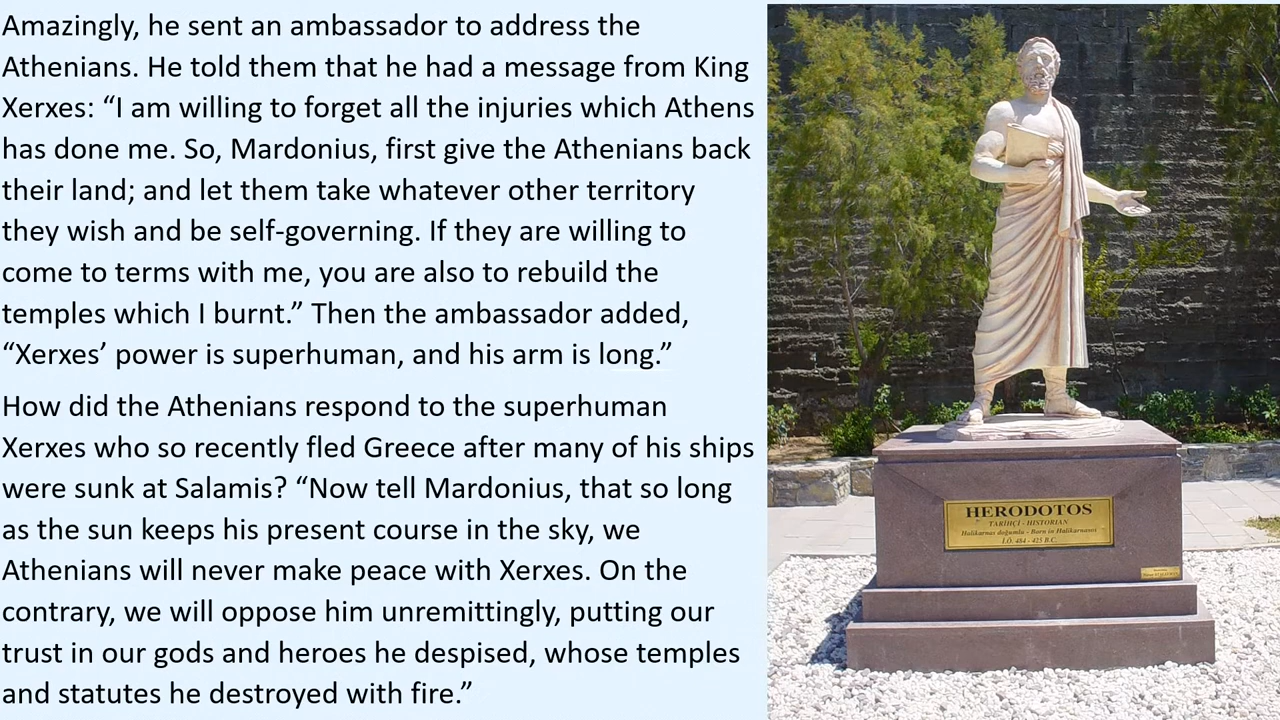 Amazingly, he sent an ambassador to address the
Athenians. He told them that he had a message from King
Xerxes: “I am willing to forget all the injuries which Athens
has done me. So, Mardonius, first give the Athenians back
their land; and let them take whatever other territory
they wish and be self-governing. If they are willing to
come to terms with me, you are also to rebuild the
temples which I burnt.” Then the ambassador added,
“Xerxes’ power is superhuman, and his arm is long.”
How did the Athenians respond to the superhuman
Xerxes who so recently fled Greece after many of his ships
were sunk at Salamis? “Now tell Mardonius, that so long
as the sun keeps his present course in the sky, we
Athenians will never make peace with Xerxes. On the
contrary, we will oppose him unremittingly, putting our
trust in our gods and heroes he despised, whose temples
and statutes he destroyed with fire.”
HERODOTOS
TARİHÇİ - HISTORIAN
Halikarnas doğumlu - Born in Halikarnasos
İ.Ö. 484 - 425 B.C.